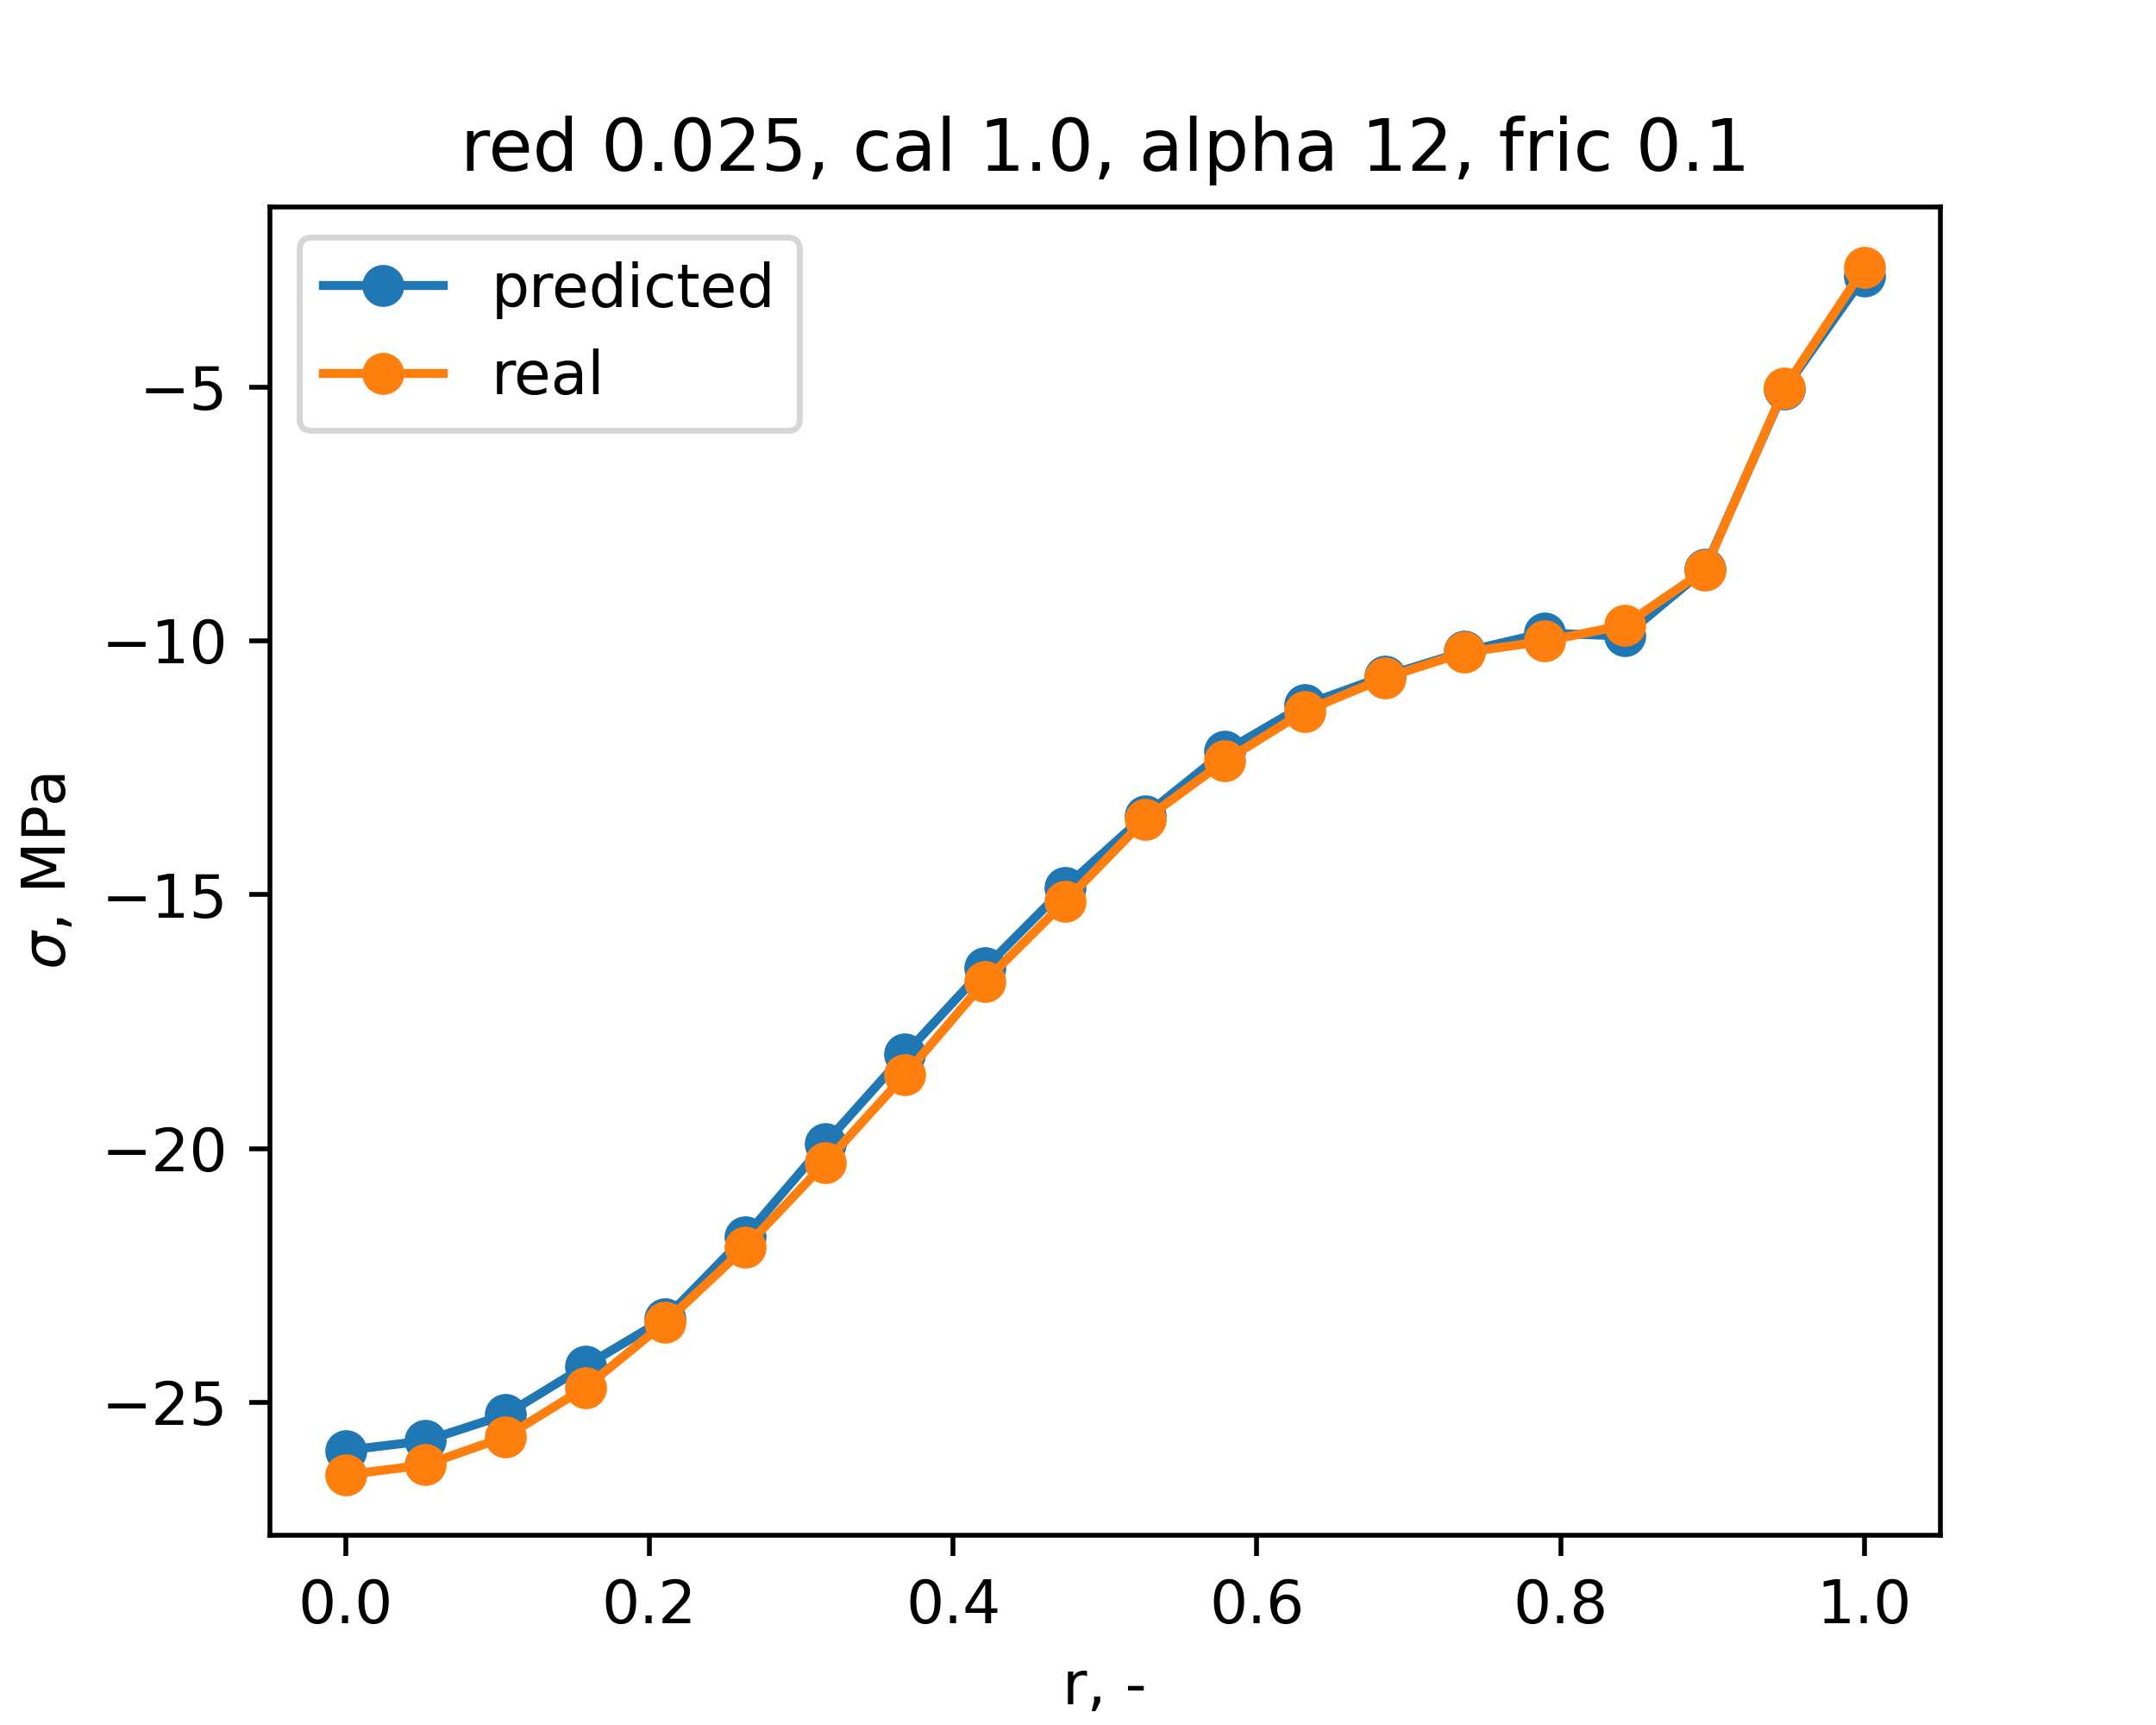 red 0.025, cal 1.0, alpha 12, fric 0.1
predicted
real
−5
−10
−15
−20
−25
σ, MPa
0.0 0.2 0.4 0.6 0.8 1.0
r, -